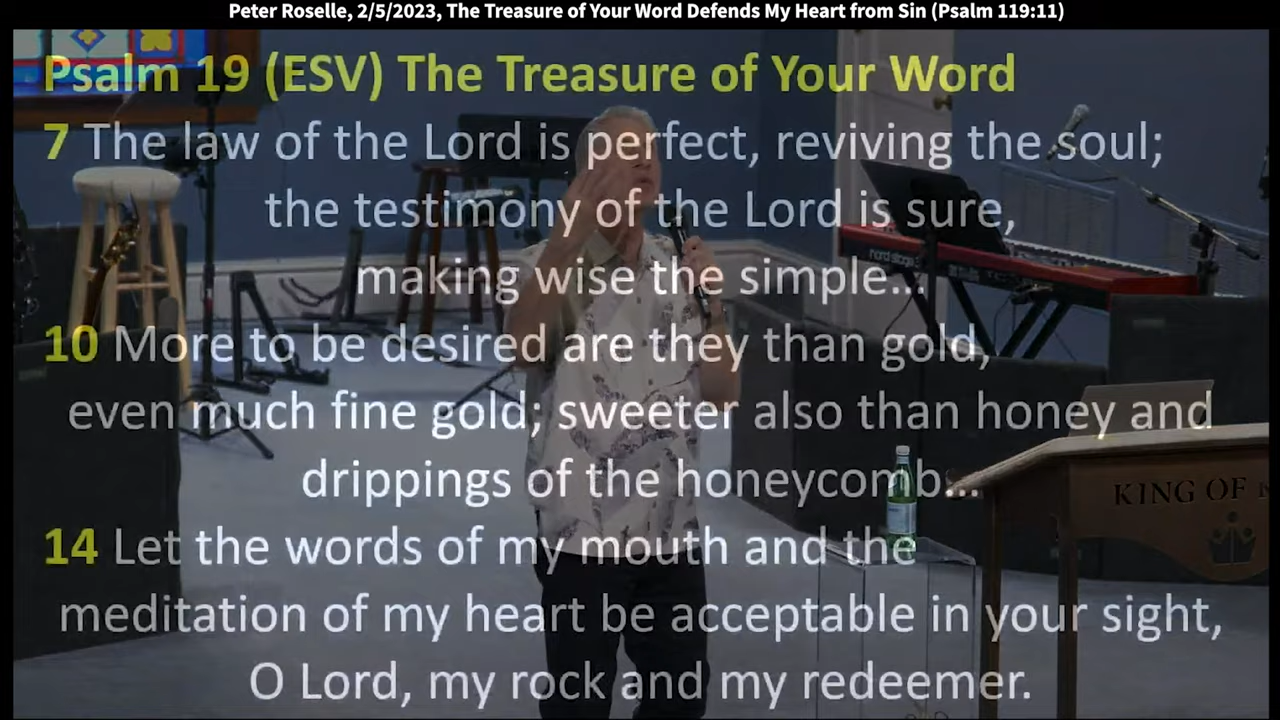 Peter Roselle, 2/5/2023, The Treasure of Your Word Defends My Heart from Sin (Psalm 119:11)
Psalm 19 (ESV) The Treasure of Your Word
7 The law of the Lord is perfect, reviving the soul;
the testimony of the Lord is sure,
making wise the simple...
10 More to be desired are they than gold,
even much fine gold; sweeter also than honey and
drippings of the honeycomb...
14 Let the words of my mouth and the
meditation of my heart be acceptable in your sight,
O Lord, my rock and my redeemer.
nord stage
KING OF